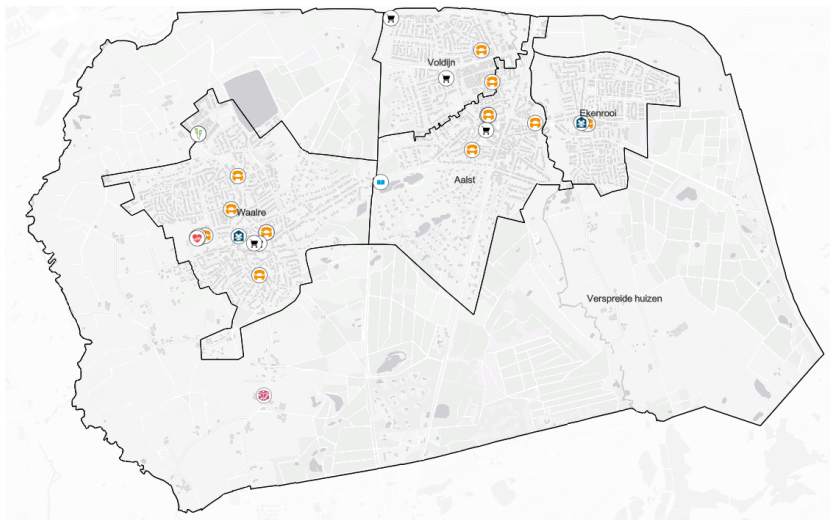 Voldijn
Ekenrooi
Aalst
Waalre
Verspreide huizen